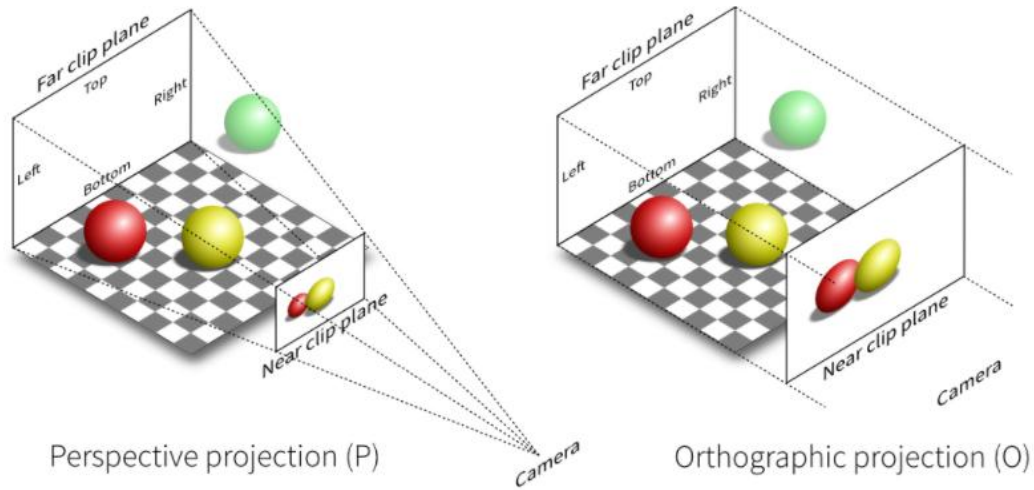 Far clip plane
Top
Right
Left
Bottom
Near clip plane
Camera
Perspective projection (P)
Far clip plane
Top
Right
Left
Bottom
Near clip plane
Camera
Orthographic projection (O)